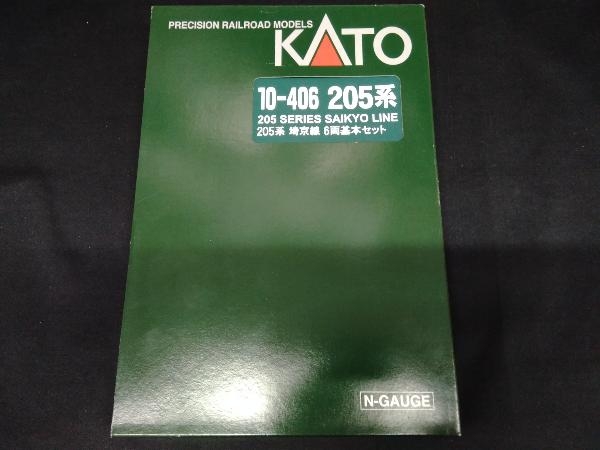 PRECISION RAILROAD MODELS
KATO
10-406 205系
205 SERIES SAIKYO LINE
205系 埼京線 6両基本セット
N-GAUGE